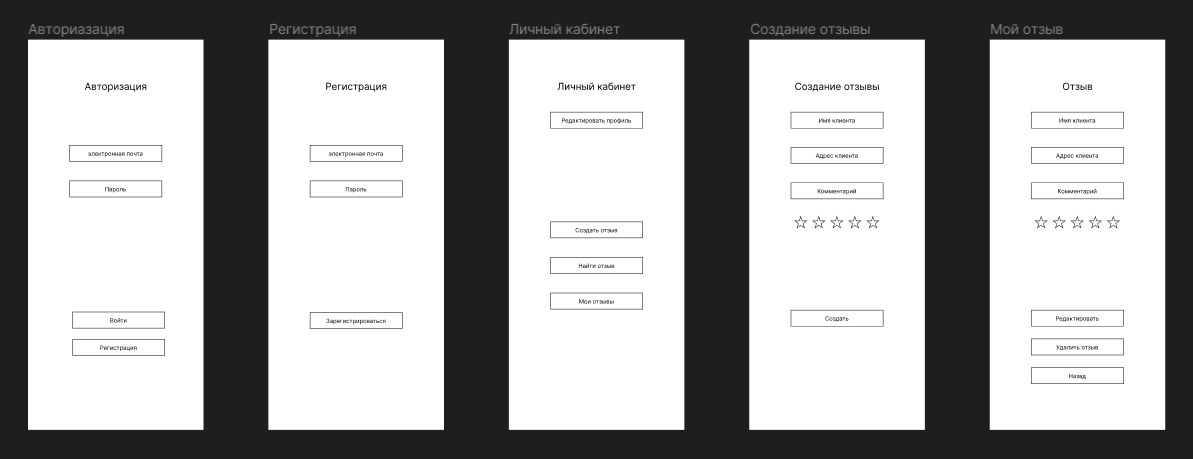 Авториазация
Авторизация
электронная почта
Пароль
Войти
Регистрация
Регистрация
Регистрация
электронная почта
Пароль
Зарегистрироваться
Личный кабинет
Личный кабинет
Редактировать профиль
Создать отзыв
Найти отзыв
Мои отзывы
Создание отзывы
Создание отзывы
Имя клиента
Адрес клиента
Комментарий
Создать
Мой отзыв
Отзыв
Имя клиента
Адрес клиента
Комментарий
Редактировать
Удалить отзыв
Назад